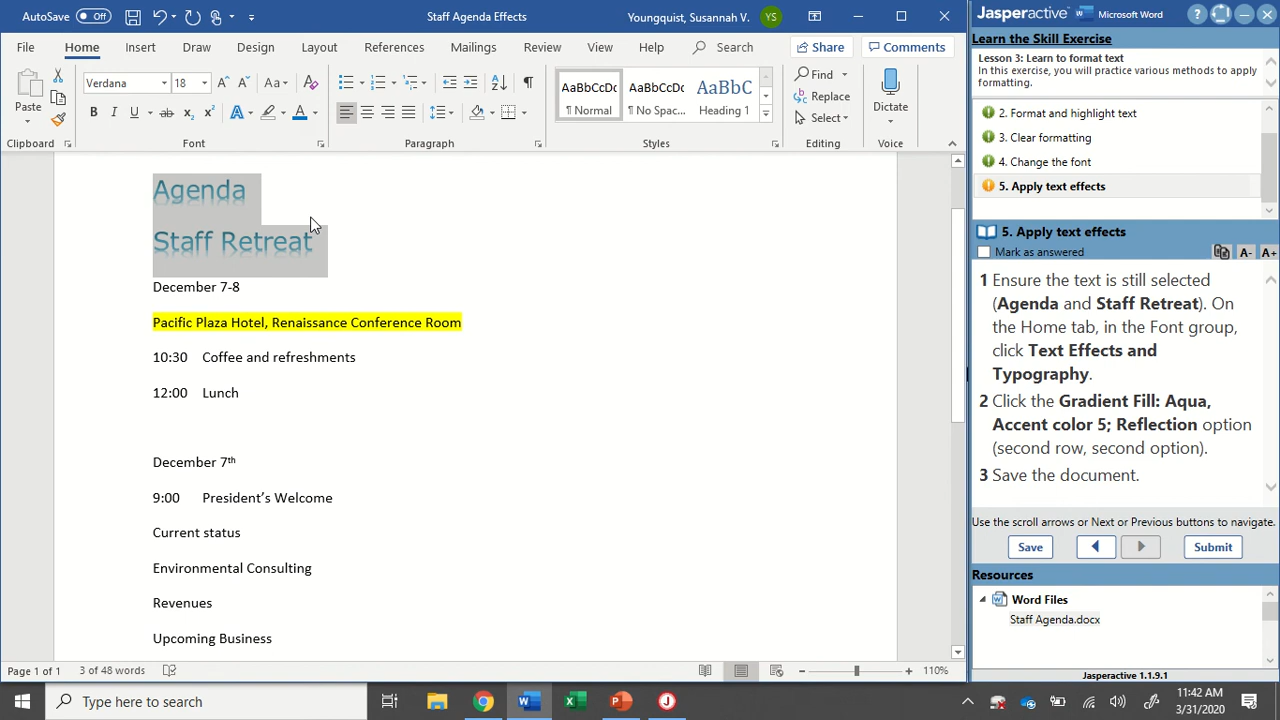 AutoSave Off
Staff Agenda Effects
Youngquist, Susannah V. YS
File Home Insert Draw Design Layout References Mailings Review View Help Search Share Comments
Paste
Verdana 18 A A Aa A
B I U ab x₂ x² A A
AaBbCcDc AaBbCcDc AaBbC
¶ Normal ¶ No Spac... Heading 1
Find
Replace
Select
Dictate
Clipboard Font Paragraph Styles Editing Voice
Agenda
Staff Retreat
December 7-8
Pacific Plaza Hotel, Renaissance Conference Room
10:30 Coffee and refreshments
12:00 Lunch
December 7th
9:00 President's Welcome
Current status
Environmental Consulting
Revenues
Upcoming Business
Page 1 of 1 3 of 48 words 110%
Jasperactive Microsoft Word
Learn the Skill Exercise
Lesson 3: Learn to format text
In this exercise, you will practice various methods to apply
formatting.
2. Format and highlight text
3. Clear formatting
4. Change the font
5. Apply text effects
5. Apply text effects
Mark as answered A- A+
1 Ensure the text is still selected
(Agenda and Staff Retreat). On
the Home tab, in the Font group,
click Text Effects and
Typography.
2 Click the Gradient Fill: Aqua,
Accent color 5; Reflection option
(second row, second option).
3 Save the document.
Use the scroll arrows or Next or Previous buttons to navigate.
Save Submit
Resources
Word Files
Staff Agenda.docx
Jasperactive 1.1.9.1
Type here to search
11:42 AM
3/31/2020